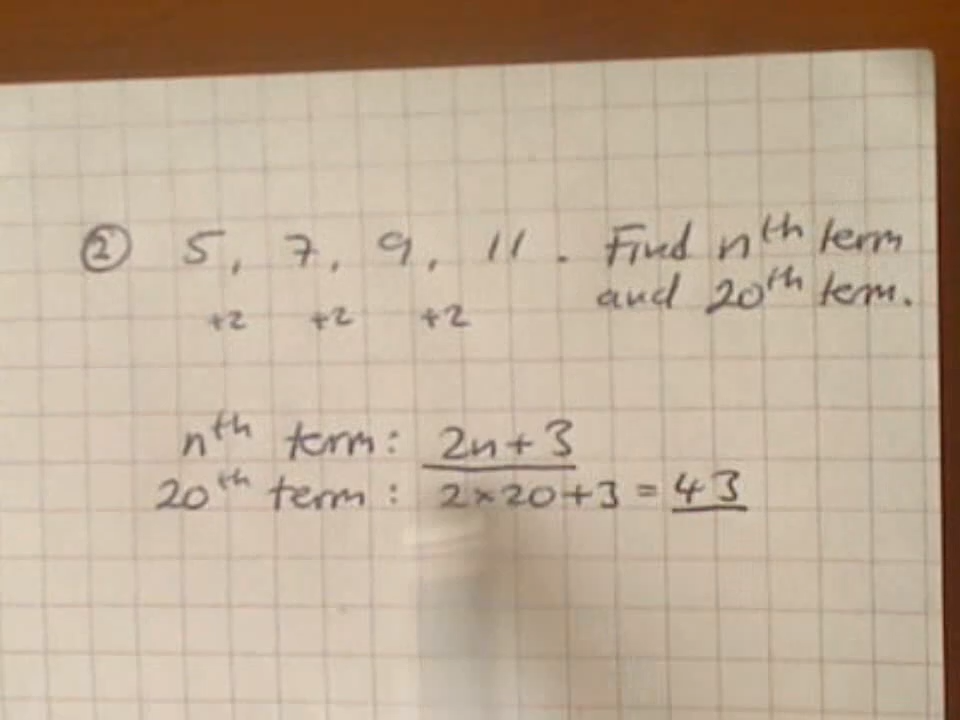 ② 5, 7, 9, 11. Find nth term
and 20th term.
+2 +2 +2
nth term: 2n+3
20th term: 2×20+3 = 43